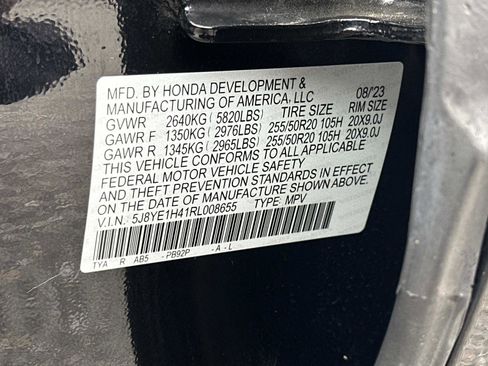 MFD. BY HONDA DEVELOPMENT &
MANUFACTURING OF AMERICA, LLC 08/'23
GVWR 2640KG (5820LBS) TIRE SIZE RIM SIZE
GAWR F 1350KG (2976LBS) 255/50R20 105H 20X9.0J
GAWR R 1345KG (2965LBS) 255/50R20 105H 20X9.0J
THIS VEHICLE CONFORMS TO ALL APPLICABLE
FEDERAL MOTOR VEHICLE SAFETY
AND THEFT PREVENTION STANDARDS IN EFFECT
ON THE DATE OF MANUFACTURE SHOWN ABOVE.
V.I.N. 5J8YE1H41RL008655 TYPE: MPV
TYA R AB5 -PB92P -A-L